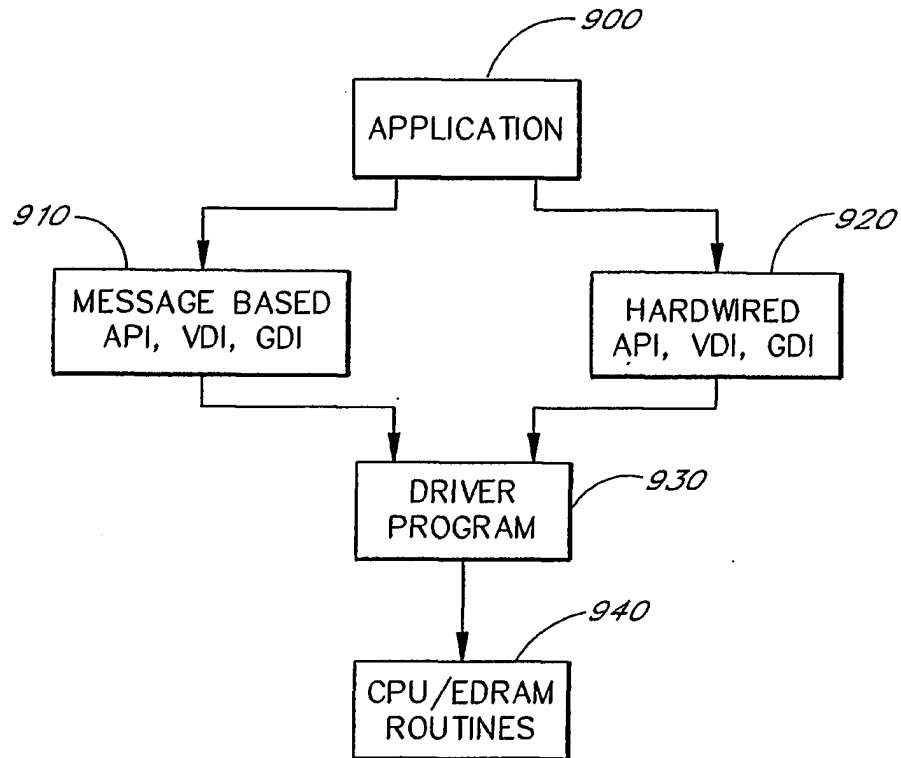 900
APPLICATION
910
920
MESSAGE BASED
API, VDI, GDI
HARDWIRED
API, VDI, GDI
DRIVER
PROGRAM
930
940
CPU/EDRAM
ROUTINES